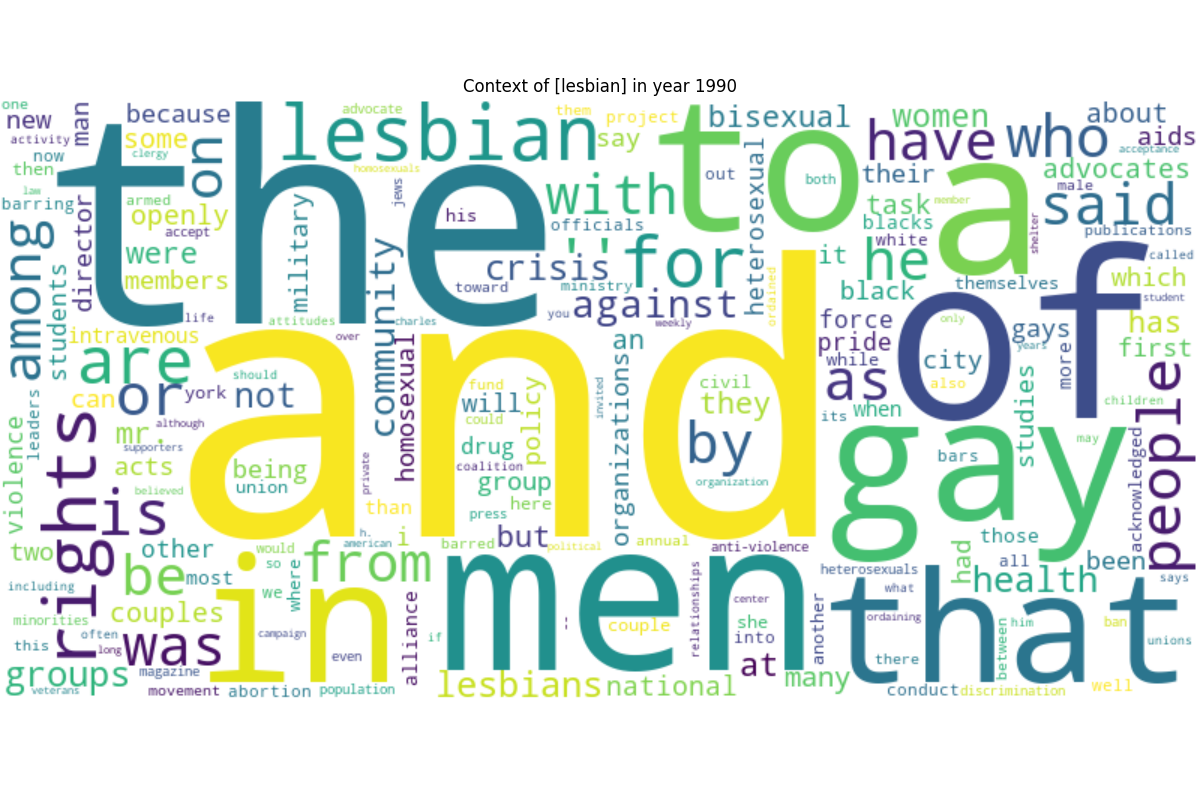 Context of [lesbian] in year 1990
one
new
man
because
advocate
them
project
bisexual
women
about
activity
some
on
lesbian
say
to
have
who
aids
now
clergy
the
homosexuals
heterosexual
out
both
their
a
acceptance
then
advocates
law
armed
jews
with
task
member
male
said
barring
openly
military
his
officials
blacks
shelter
publications
accept
director
among
were
community
''
for
it
white
he
of
called
students
members
crisis
toward
ministry
ordained
black
themselves
which
student
against
life
attitudes
charles
you
weekly
force
only
gays
has
intravenous
over
and
an
pride
years
first
are
homosexual
while
city
more
should
fund
civil
as
also
can
or
york
not
will
invited
they
its
when
studies
children
people
leaders
although
could
policy
organizations
by
gay
may
violence
rights
mr.
supporters
drug
bars
acknowledged
acts
being
private
coalition
believed
union
group
organization
is
than
here
press
h.
two
other
would
american
i
barred
but
political
annual
anti-violence
had
those
including
be
most
so
from
men
heterosexuals
all
been
says
in
we
where
what
health
minorities
couples
alliance
relationships
center
that
this
often
was
campaign
if
--
couple
she
another
ordaining
him
ban
long
even
into
between
unions
groups
magazine
at
there
veterans
movement
abortion
population
lesbians
national
many
conduct
discrimination
well